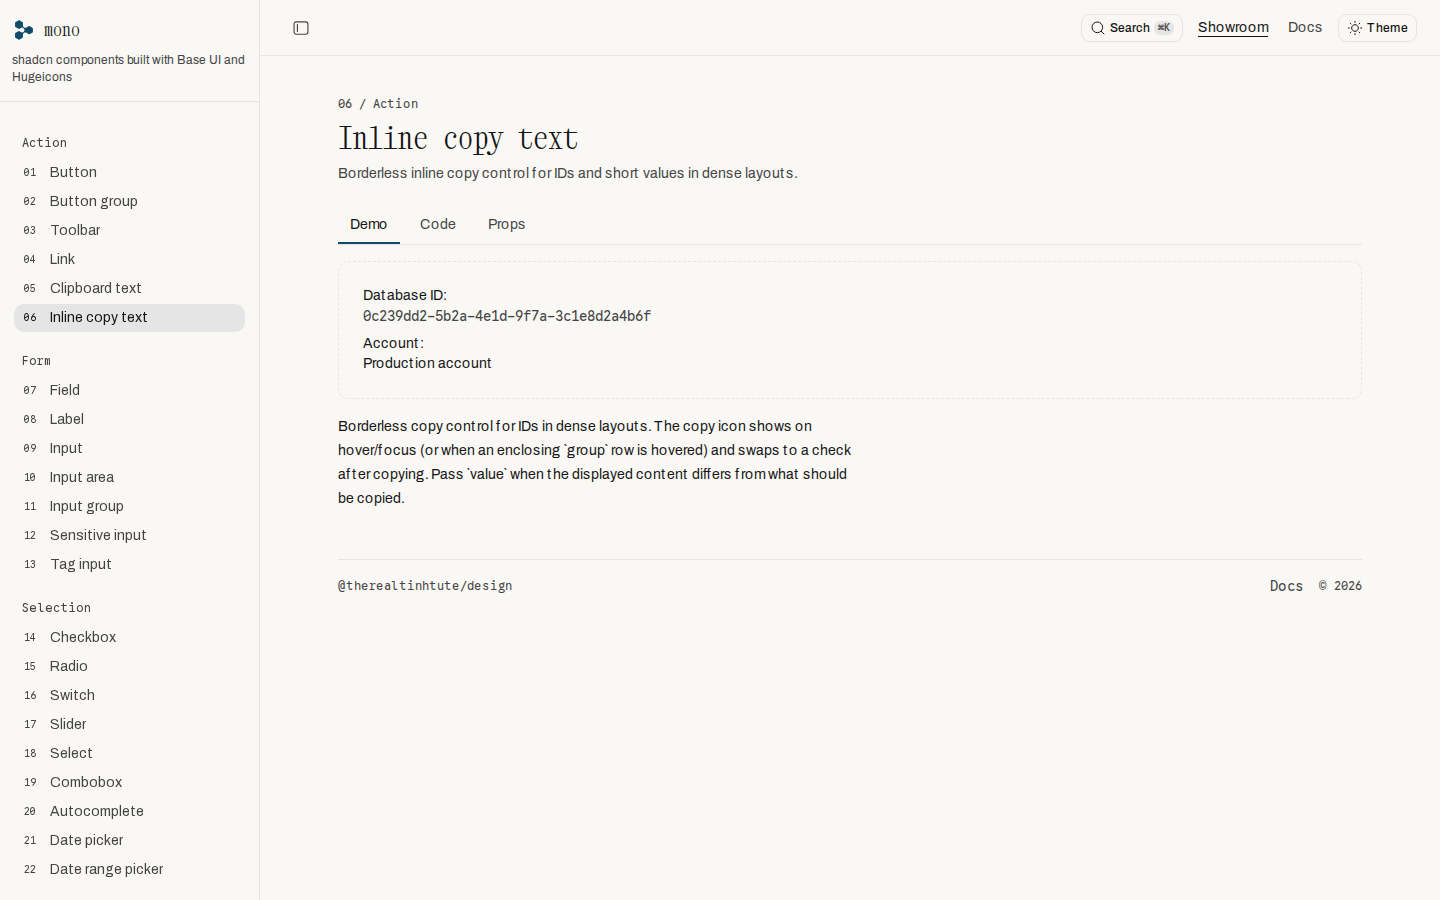 mono
shadcn components built with Base UI and
Hugeicons
Action
01 Button
02 Button group
03 Toolbar
04 Link
05 Clipboard text
06 Inline copy text
Form
07 Field
08 Label
09 Input
10 Input area
11 Input group
12 Sensitive input
13 Tag input
Selection
14 Checkbox
15 Radio
16 Switch
17 Slider
18 Select
19 Combobox
20 Autocomplete
21 Date picker
22 Date range picker
Search ⌘K Showroom Docs Theme
06 / Action
Inline copy text
Borderless inline copy control for IDs and short values in dense layouts.
Demo Code Props
Database ID:
0c239dd2-5b2a-4e1d-9f7a-3c1e8d2a4b6f
Account:
Production account
Borderless copy control for IDs in dense layouts. The copy icon shows on
hover/focus (or when an enclosing `group` row is hovered) and swaps to a check
after copying. Pass `value` when the displayed content differs from what should
be copied.
@therealtinhtute/design
Docs © 2026